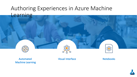 Authoring Experiences in Azure Machine
Learning
Automated
Machine Learning
Visual Interface
Notebooks